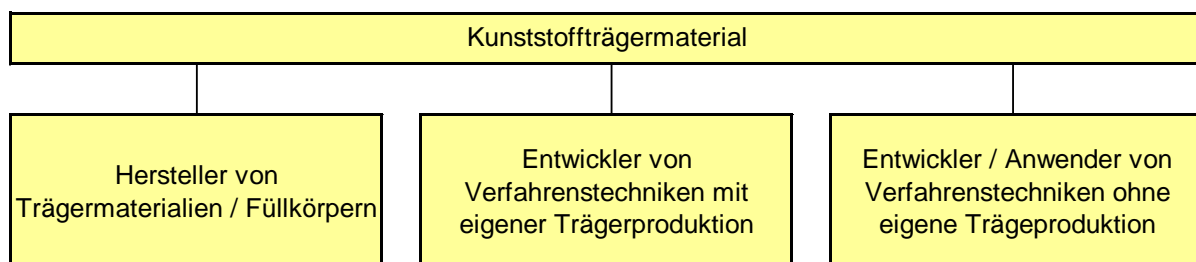 Kunststoffträgermaterial
Hersteller von
Trägermaterialien / Füllkörpern
Entwickler von
Verfahrenstechniken mit
eigener Trägerproduktion
Entwickler / Anwender von
Verfahrenstechniken ohne
eigene Trägeproduktion